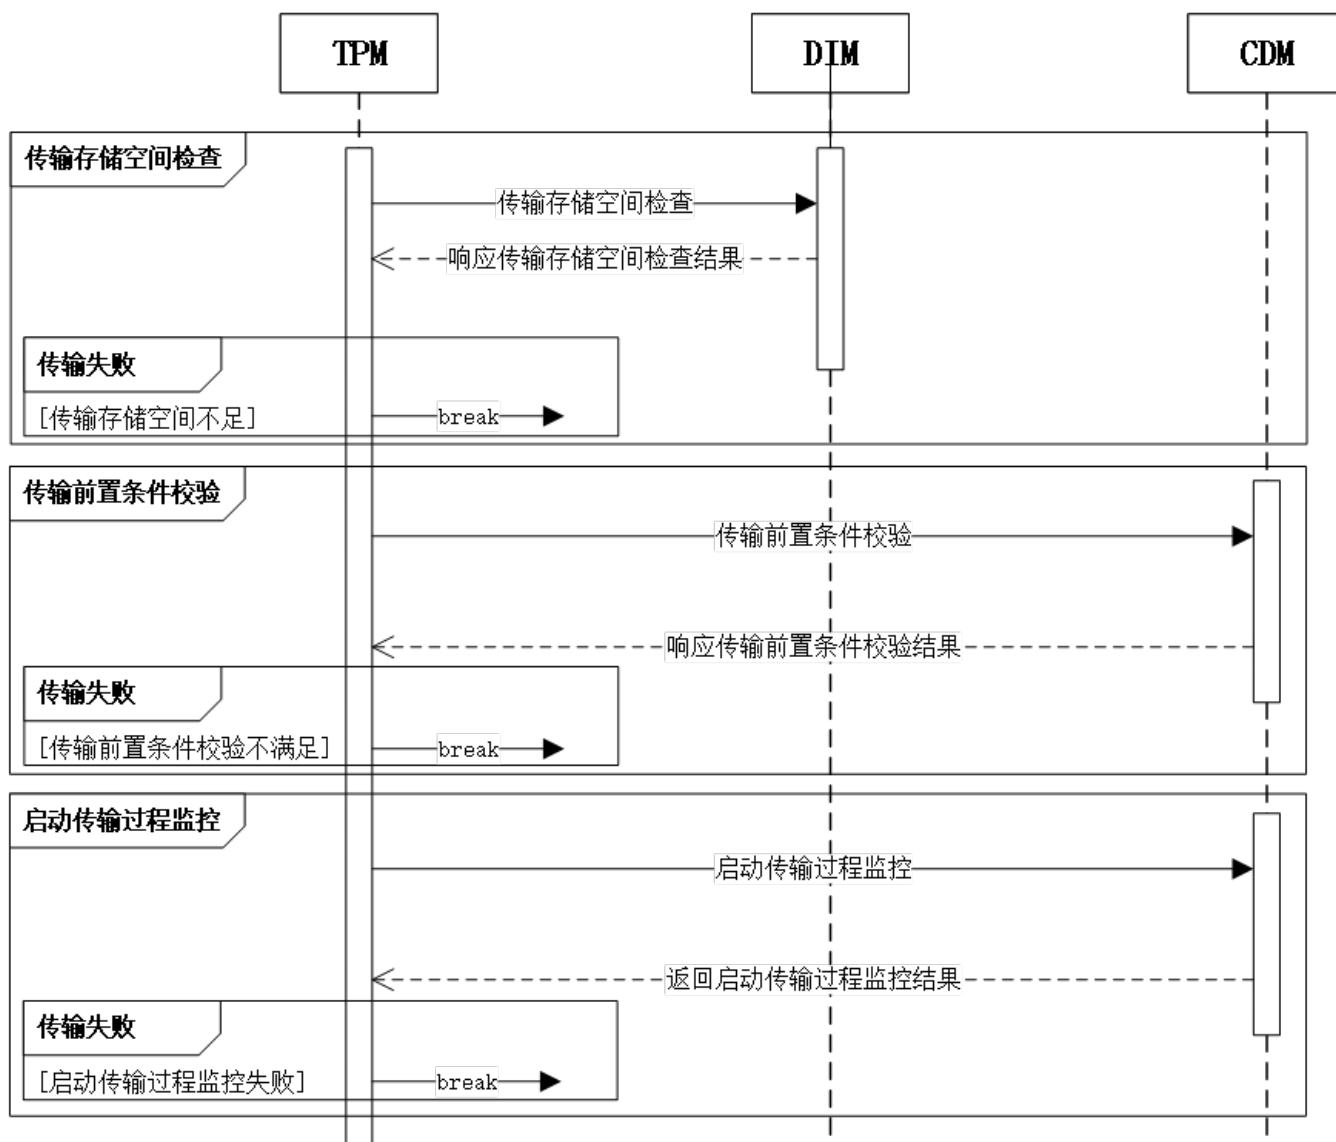 TPM
DIM
CDM
传输存储空间检查
传输存储空间检查
响应传输存储空间检查结果
传输失败
[传输存储空间不足]
break
传输前置条件校验
传输前置条件校验
响应传输前置条件校验结果
传输失败
[传输前置条件校验不满足]
break
启动传输过程监控
启动传输过程监控
返回启动传输过程监控结果
传输失败
[启动传输过程监控失败]
break